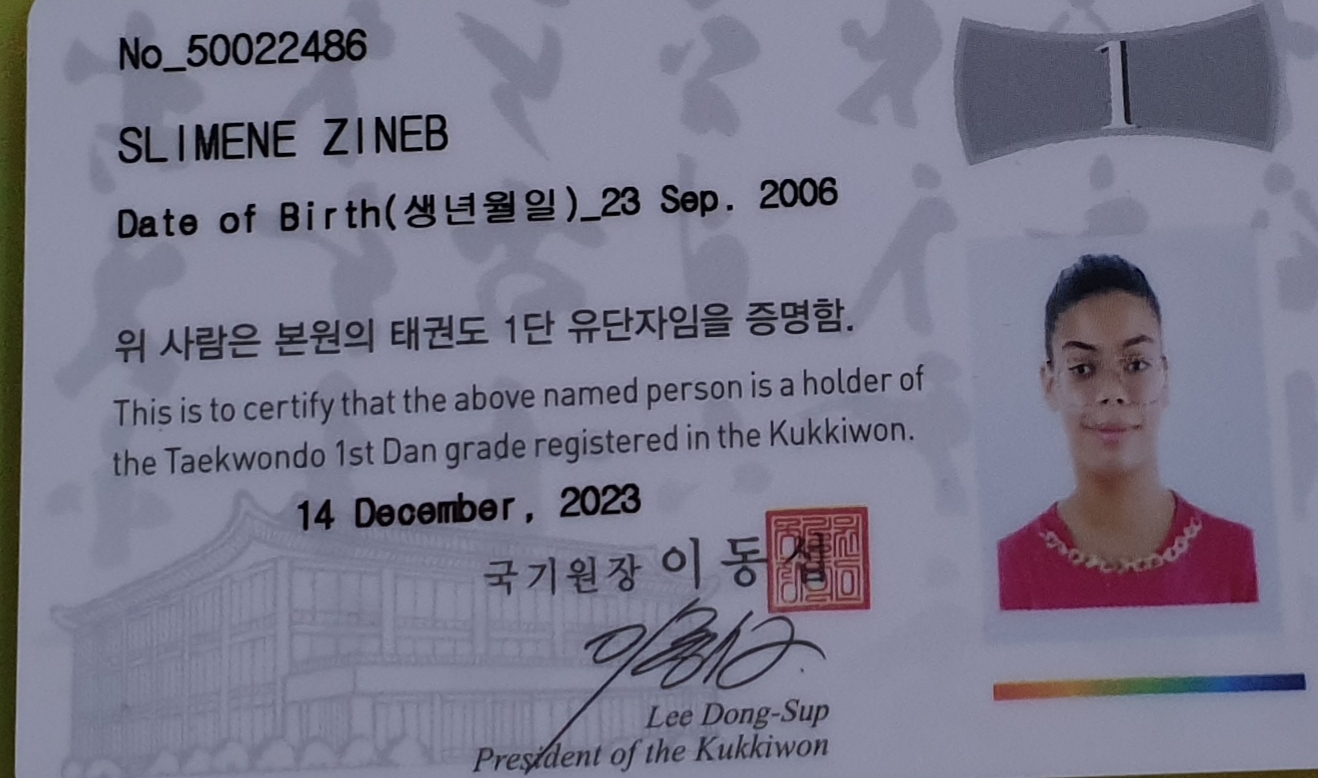 No_50022486
1
SLIMENE ZINEB
Date of Birth(생년월일)_23 Sep. 2006
위 사람은 본원의 태권도 1단 유단자임을 증명함.
This is to certify that the above named person is a holder of
the Taekwondo 1st Dan grade registered in the Kukkiwon.
14 December, 2023
국기원장 이동섭
Lee Dong-Sup
President of the Kukkiwon